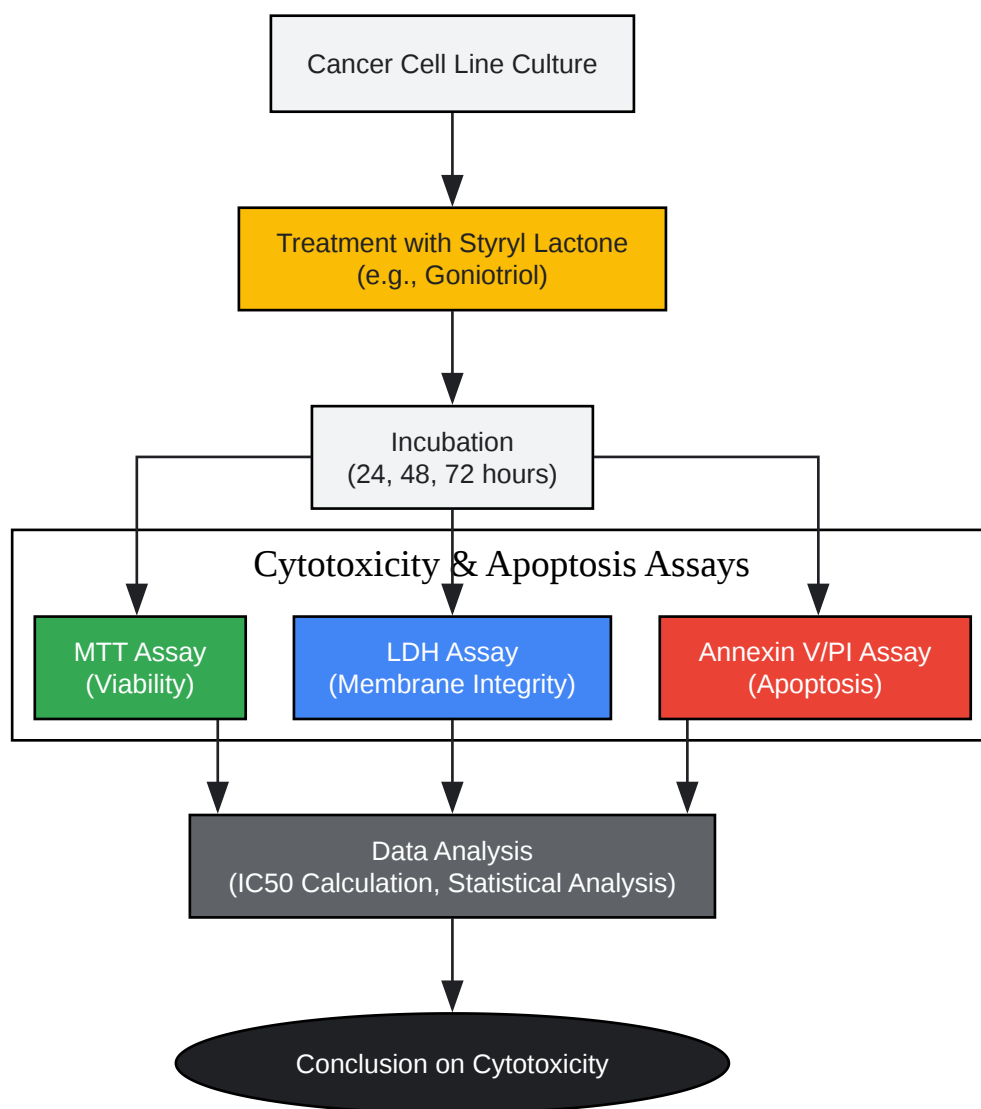 Cancer Cell Line Culture
Treatment with Styryl Lactone
(e.g., Goniotriol)
Incubation
(24, 48, 72 hours)
Cytotoxicity & Apoptosis Assays
MTT Assay
(Viability)
LDH Assay
(Membrane Integrity)
Annexin V/PI Assay
(Apoptosis)
Data Analysis
(IC50 Calculation, Statistical Analysis)
Conclusion on Cytotoxicity